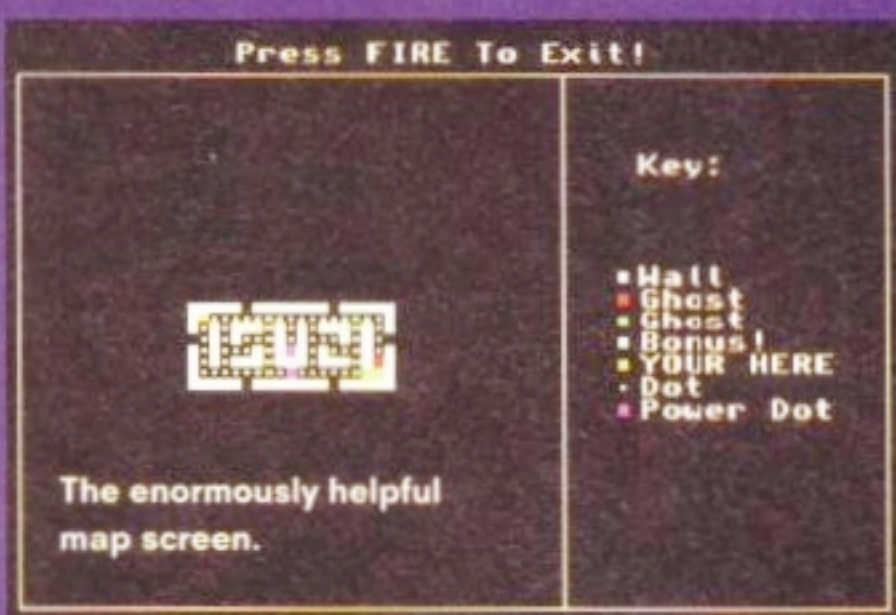 Press FIRE To Exit!
Key:
Wall
Ghost
Ghost
Bonus!
YOUR HERE
Dot
Power Dot
The enormously helpful
map screen.